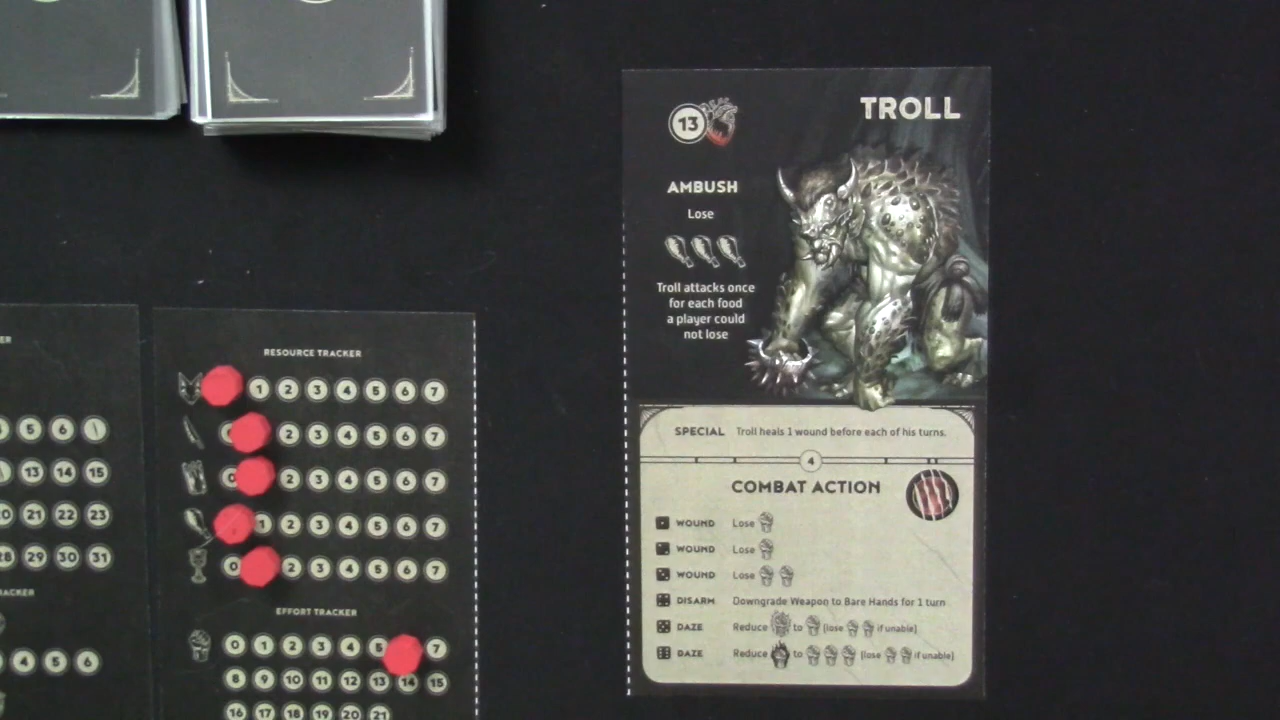 TROLL
13
AMBUSH
Lose
Troll attacks once
for each food
a player could
not lose
SPECIAL Troll heals 1 wound before each of his turns.
4
COMBAT ACTION
WOUND Lose
WOUND Lose
WOUND Lose
DISARM Downgrade Weapon to Bare Hands for 1 turn
DAZE Reduce to (lose if unable)
DAZE Reduce to (lose if unable)
RESOURCE TRACKER
1 2 3 4 5 6 7
2 3 4 5 6 7
0 2 3 4 5 6 7
1 2 3 4 5 6 7
0 2 3 4 5 6 7
EFFORT TRACKER
0 1 2 3 4 5 7
8 9 10 11 12 13 14 15
16 17 18 19 20 21
5 6
13 14 15
21 22 23
29 30 31
4 5 6